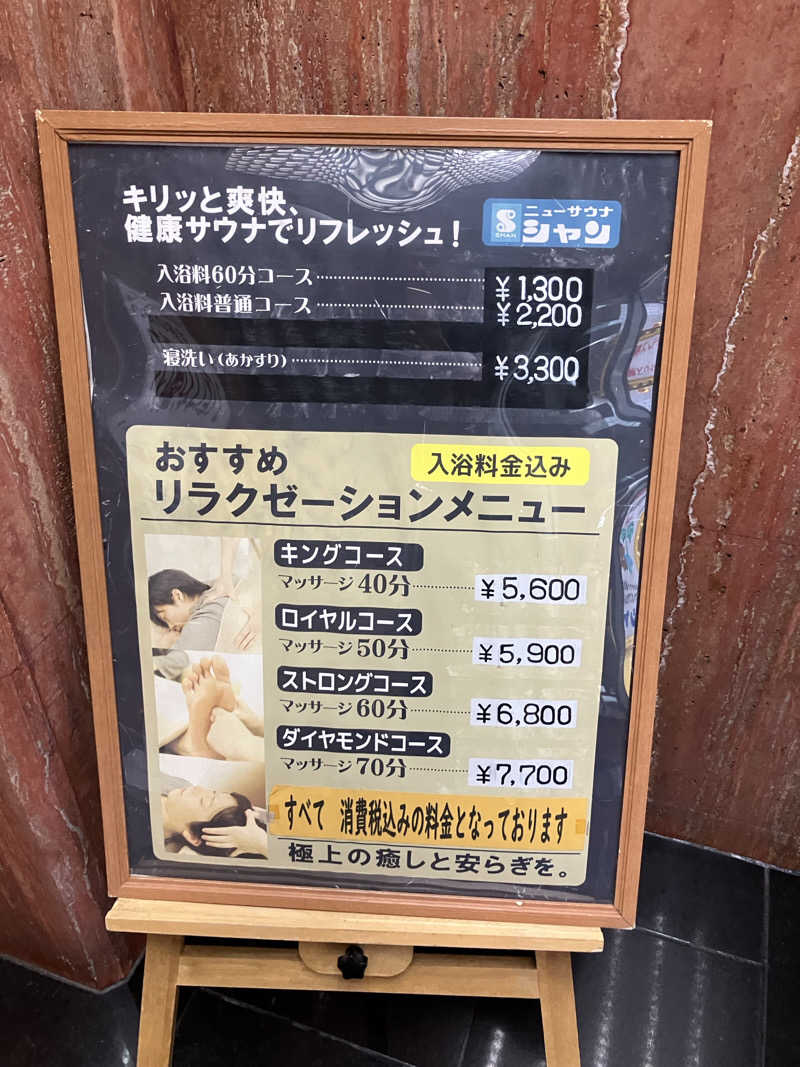 キリッと爽快、
健康サウナでリフレッシュ!
SHAN
ニューサウナ
シャン
入浴料60分コース ¥1,300
入浴料普通コース ¥2,200
寝洗い(あかすり) ¥3,300
おすすめ
入浴料金込み
リラクゼーションメニュー
キングコース
マッサージ 40分 ¥5,600
ロイヤルコース
マッサージ 50分 ¥5,900
ストロングコース
マッサージ 60分 ¥6,800
ダイヤモンドコース
マッサージ 70分 ¥7,700
すべて 消費税込みの料金となっております
極上の癒しと安らぎを。